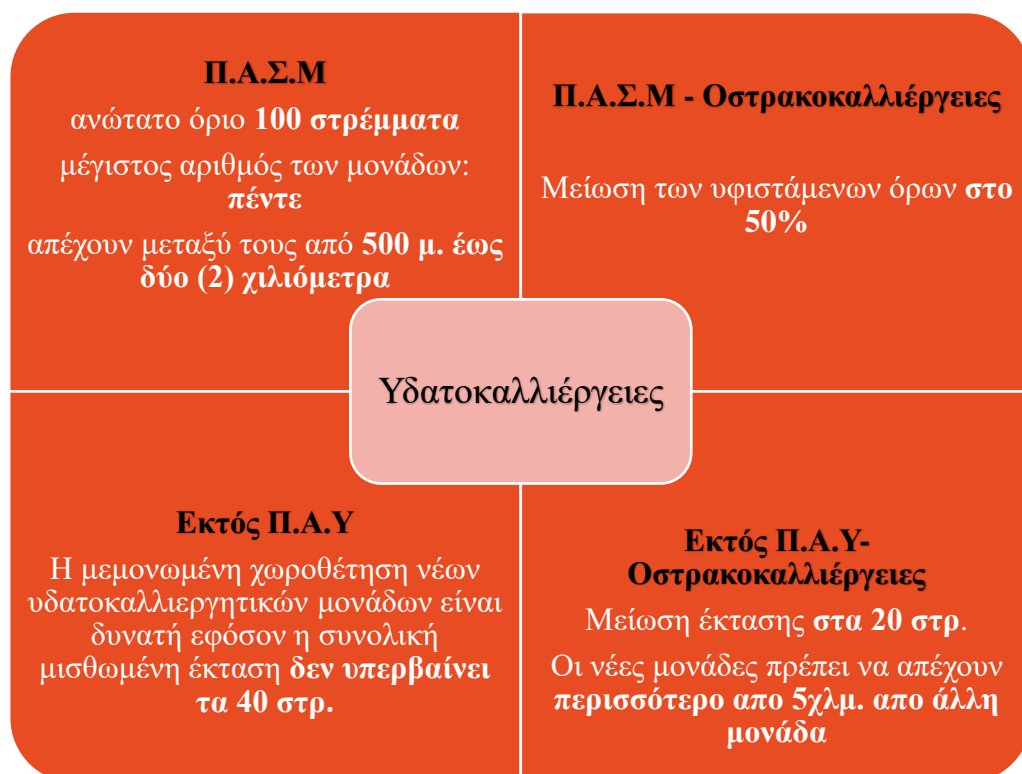 Π.Α.Σ.Μ
ανώτατο όριο 100 στρέμματα
μέγιστος αριθμός των μονάδων:
πέντε
απέχουν μεταξύ τους από 500 μ. έως
δύο (2) χιλιόμετρα
Π.Α.Σ.Μ - Οστρακοκαλλιέργειες
Μείωση των υφιστάμενων όρων στο
50%
Υδατοκαλλιέργειες
Εκτός Π.Α.Υ
Η μεμονωμένη χωροθέτηση νέων
υδατοκαλλιεργητικών μονάδων είναι
δυνατή εφόσον η συνολική
μισθωμένη έκταση δεν υπερβαίνει
τα 40 στρ.
Εκτός Π.Α.Υ-
Οστρακοκαλλιέργειες
Μείωση έκτασης στα 20 στρ.
Οι νέες μονάδες πρέπει να απέχουν
περισσότερο απο 5χλμ. απο άλλη
μονάδα